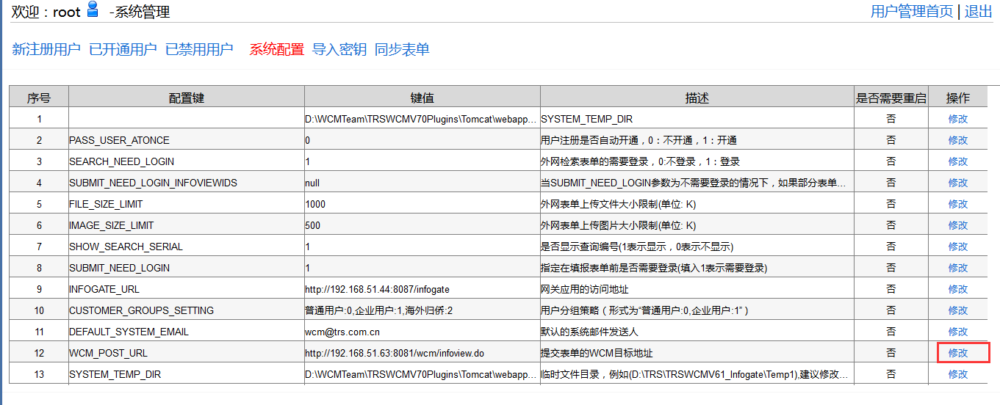 欢迎：root -系统管理 用户管理首页 | 退出
新注册用户 已开通用户 已禁用用户 系统配置 导入密钥 同步表单
序号 配置键 键值 描述 是否需要重启 操作
1 D:\WCMTeam\TRSWCMV70Plugins\Tomcat\webapp... SYSTEM_TEMP_DIR 否 修改
2 PASS_USER_ATONCE 0 用户注册是否自动开通，0：不开通，1：开通 否 修改
3 SEARCH_NEED_LOGIN 1 外网检索表单的需要登录，0:不登录，1：登录 否 修改
4 SUBMIT_NEED_LOGIN_INFOVIEWIDS null 当SUBMIT_NEED_LOGIN参数为不需要登录的情况下，如果部分表单... 否 修改
5 FILE_SIZE_LIMIT 1000 外网表单上传文件大小限制(单位: K) 否 修改
6 IMAGE_SIZE_LIMIT 500 外网表单上传图片大小限制(单位: K) 否 修改
7 SHOW_SEARCH_SERIAL 1 是否显示查询编号(1表示显示，0表示不显示) 否 修改
8 SUBMIT_NEED_LOGIN 1 指定在填报表单前是否需要登录(填入1表示需要登录) 否 修改
9 INFOGATE_URL http://192.168.51.44:8087/infogate 网关应用的访问地址 否 修改
10 CUSTOMER_GROUPS_SETTING 普通用户:0,企业用户:1,海外归侨:2 用户分组策略（形式为“普通用户:0,企业用户:1”） 否 修改
11 DEFAULT_SYSTEM_EMAIL wcm@trs.com.cn 默认的系统邮件发送人 否 修改
12 WCM_POST_URL http://192.168.51.63:8081/wcm/infoview.do 提交表单的WCM目标地址 否 修改
13 SYSTEM_TEMP_DIR D:\WCMTeam\TRSWCMV70Plugins\Tomcat\webapp... 临时文件目录，例如(D:\TRS\TRSWCMV61_Infogate\Temp1),建议修改... 否 修改